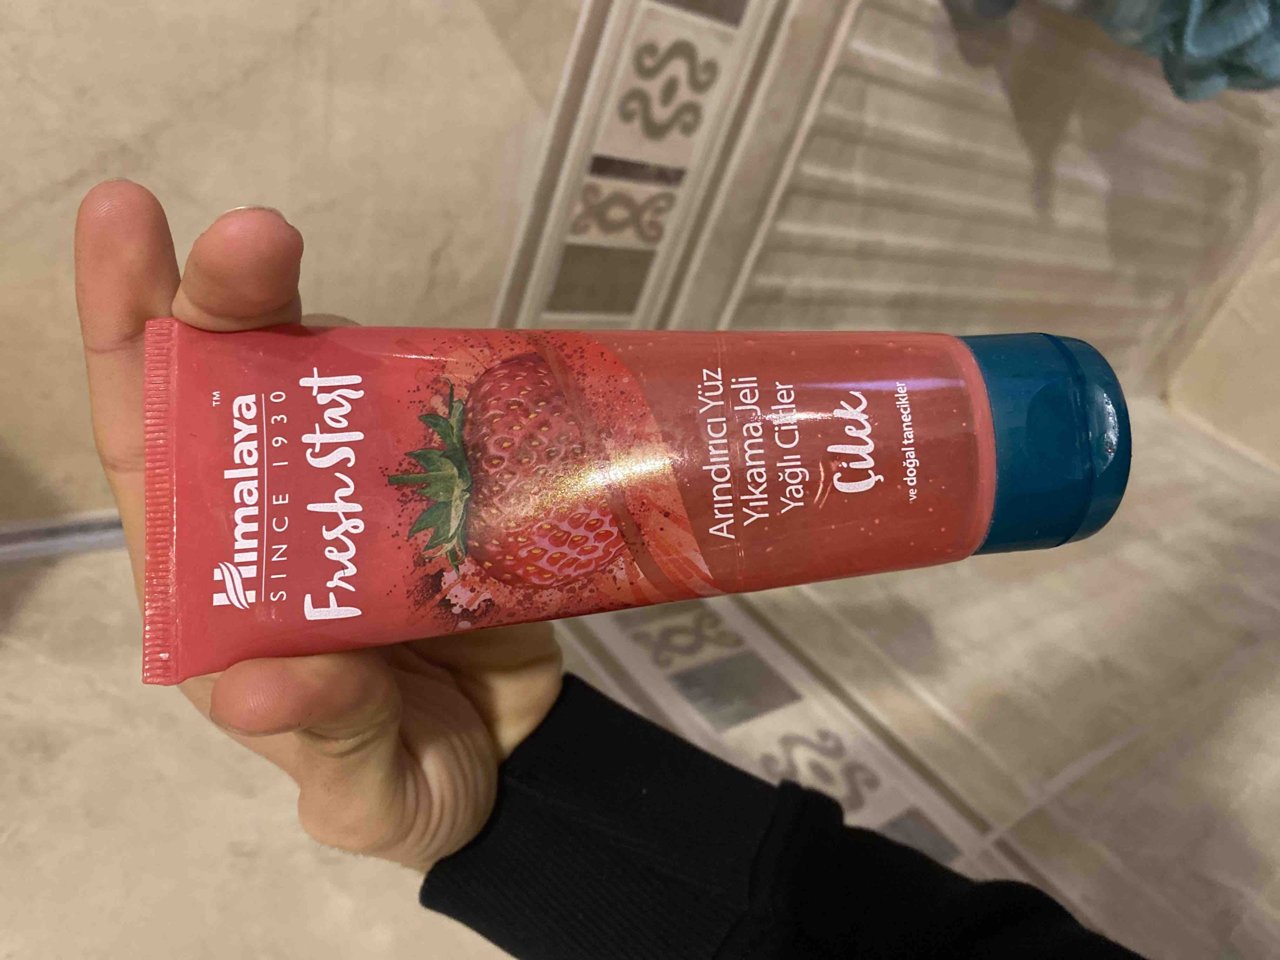 Himalaya™
SINCE 1930
Fresh Start
Arındırıcı Yüz
Yıkama Jeli
Yağlı Ciltler
Çilek
ve doğal tanecikler